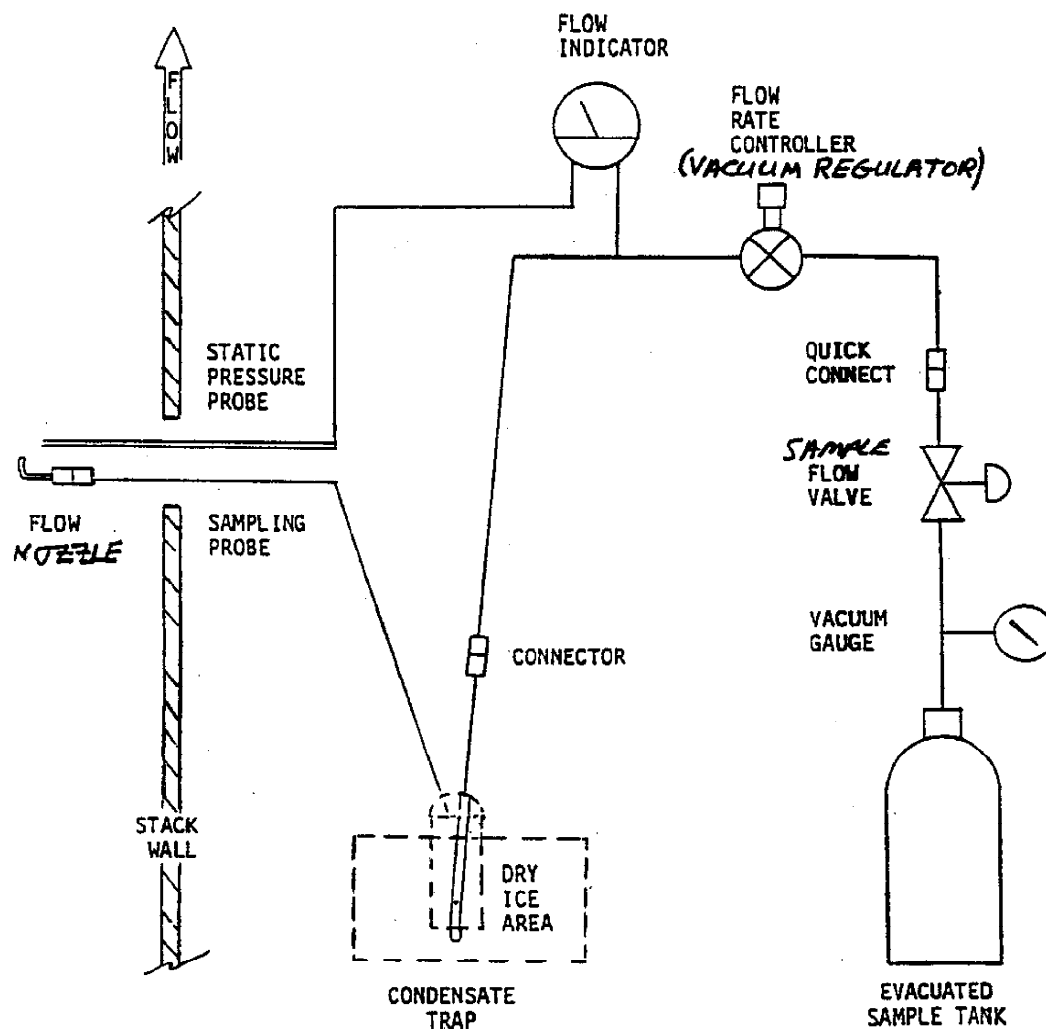 FLOW
FLOW
INDICATOR
FLOW
RATE
CONTROLLER
(VACUUM REGULATOR)
STATIC
PRESSURE
PROBE
QUICK
CONNECT
SAMPLE
FLOW
VALVE
FLOW
NOZZLE
SAMPLING
PROBE
CONNECTOR
VACUUM
GAUGE
STACK
WALL
DRY
ICE
AREA
CONDENSATE
TRAP
EVACUATED
SAMPLE TANK